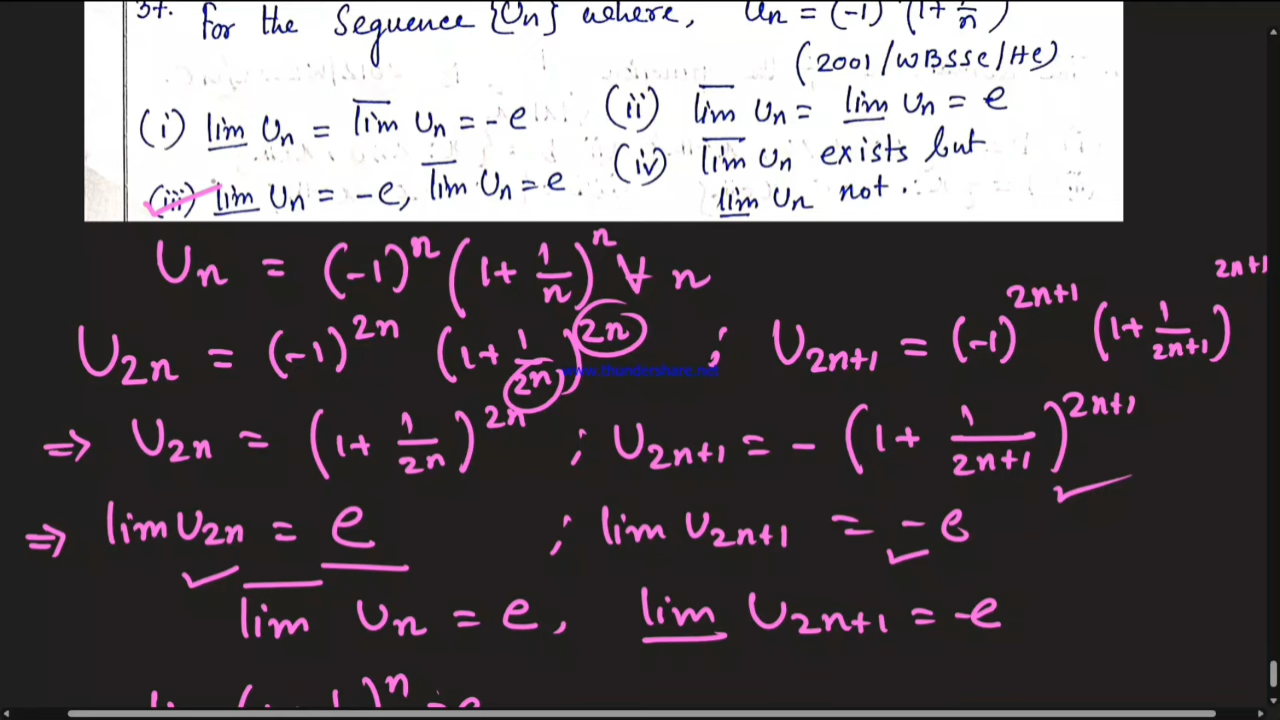 37. For the Sequence {Un} where, Un = (-1) (1+ 1/n)
(2001/WBSSC/HC)
(i) lim Un = lim Un = -e (ii) lim Un = lim Un = e
(iii) lim Un = -e, lim Un = e. (iv) lim Un exists but
lim Un not.
Un = (-1)^n (1+ 1/n)^n ∀ n
U2n = (-1)^2n (1+ 1/2n)^2n ; U2n+1 = (-1)^2n+1 (1+ 1/2n+1)^2n+1
www.thundershare.net
⇒ U2n = (1+ 1/2n)^2n ; U2n+1 = - (1+ 1/2n+1)^2n+1
⇒ lim U2n = e ; lim U2n+1 = -e
lim Un = e, lim U2n+1 = -e